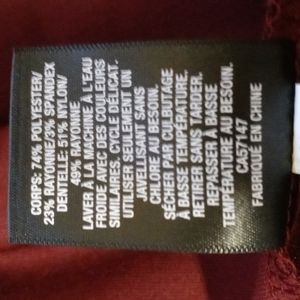 CORPS: 74% POLYESTER/
23% RAYONNE/3% SPANDEX
DENTELLE: 51% NYLON/
49% RAYONNE
LAVER À LA MACHINE À L'EAU
FROIDE AVEC DES COULEURS
SIMILAIRES, CYCLE DÉLICAT.
UTILISER SEULEMENT UN
JAVELLISANT SANS
CHLORE AU BESOIN.
SÉCHER PAR CULBUTAGE
À BASSE TEMPÉRATURE,
RETIRER SANS TARDER.
REPASSER À BASSE
TEMPÉRATURE AU BESOIN.
CA57147
FABRIQUÉ EN CHINE